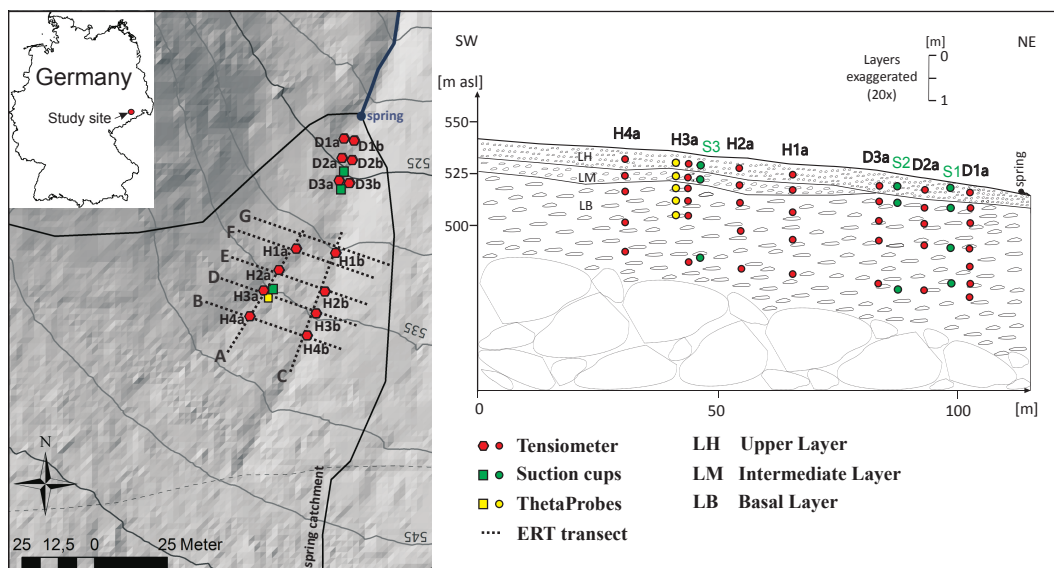 Germany
Study site
spring
D1a
D1b
D2a
D2b
D3a
D3b
525
G
F
H1a
H1b
E
H2a
D
H2b
H3a
B
H3b
535
H4a
H4b
A
C
N
spring catchment
545
25 12,5 0 25 Meter
SW
NE
[m]
Layers
exaggerated
(20x)
0
1
[m asl]
550
525
500
H4a
H3a
S3
H2a
H1a
D3a
S2
D2a
S1
D1a
spring
LH
LM
LB
0
50
100
[m]
Tensiometer
LH Upper Layer
Suction cups
LM Intermediate Layer
ThetaProbes
LB Basal Layer
ERT transect